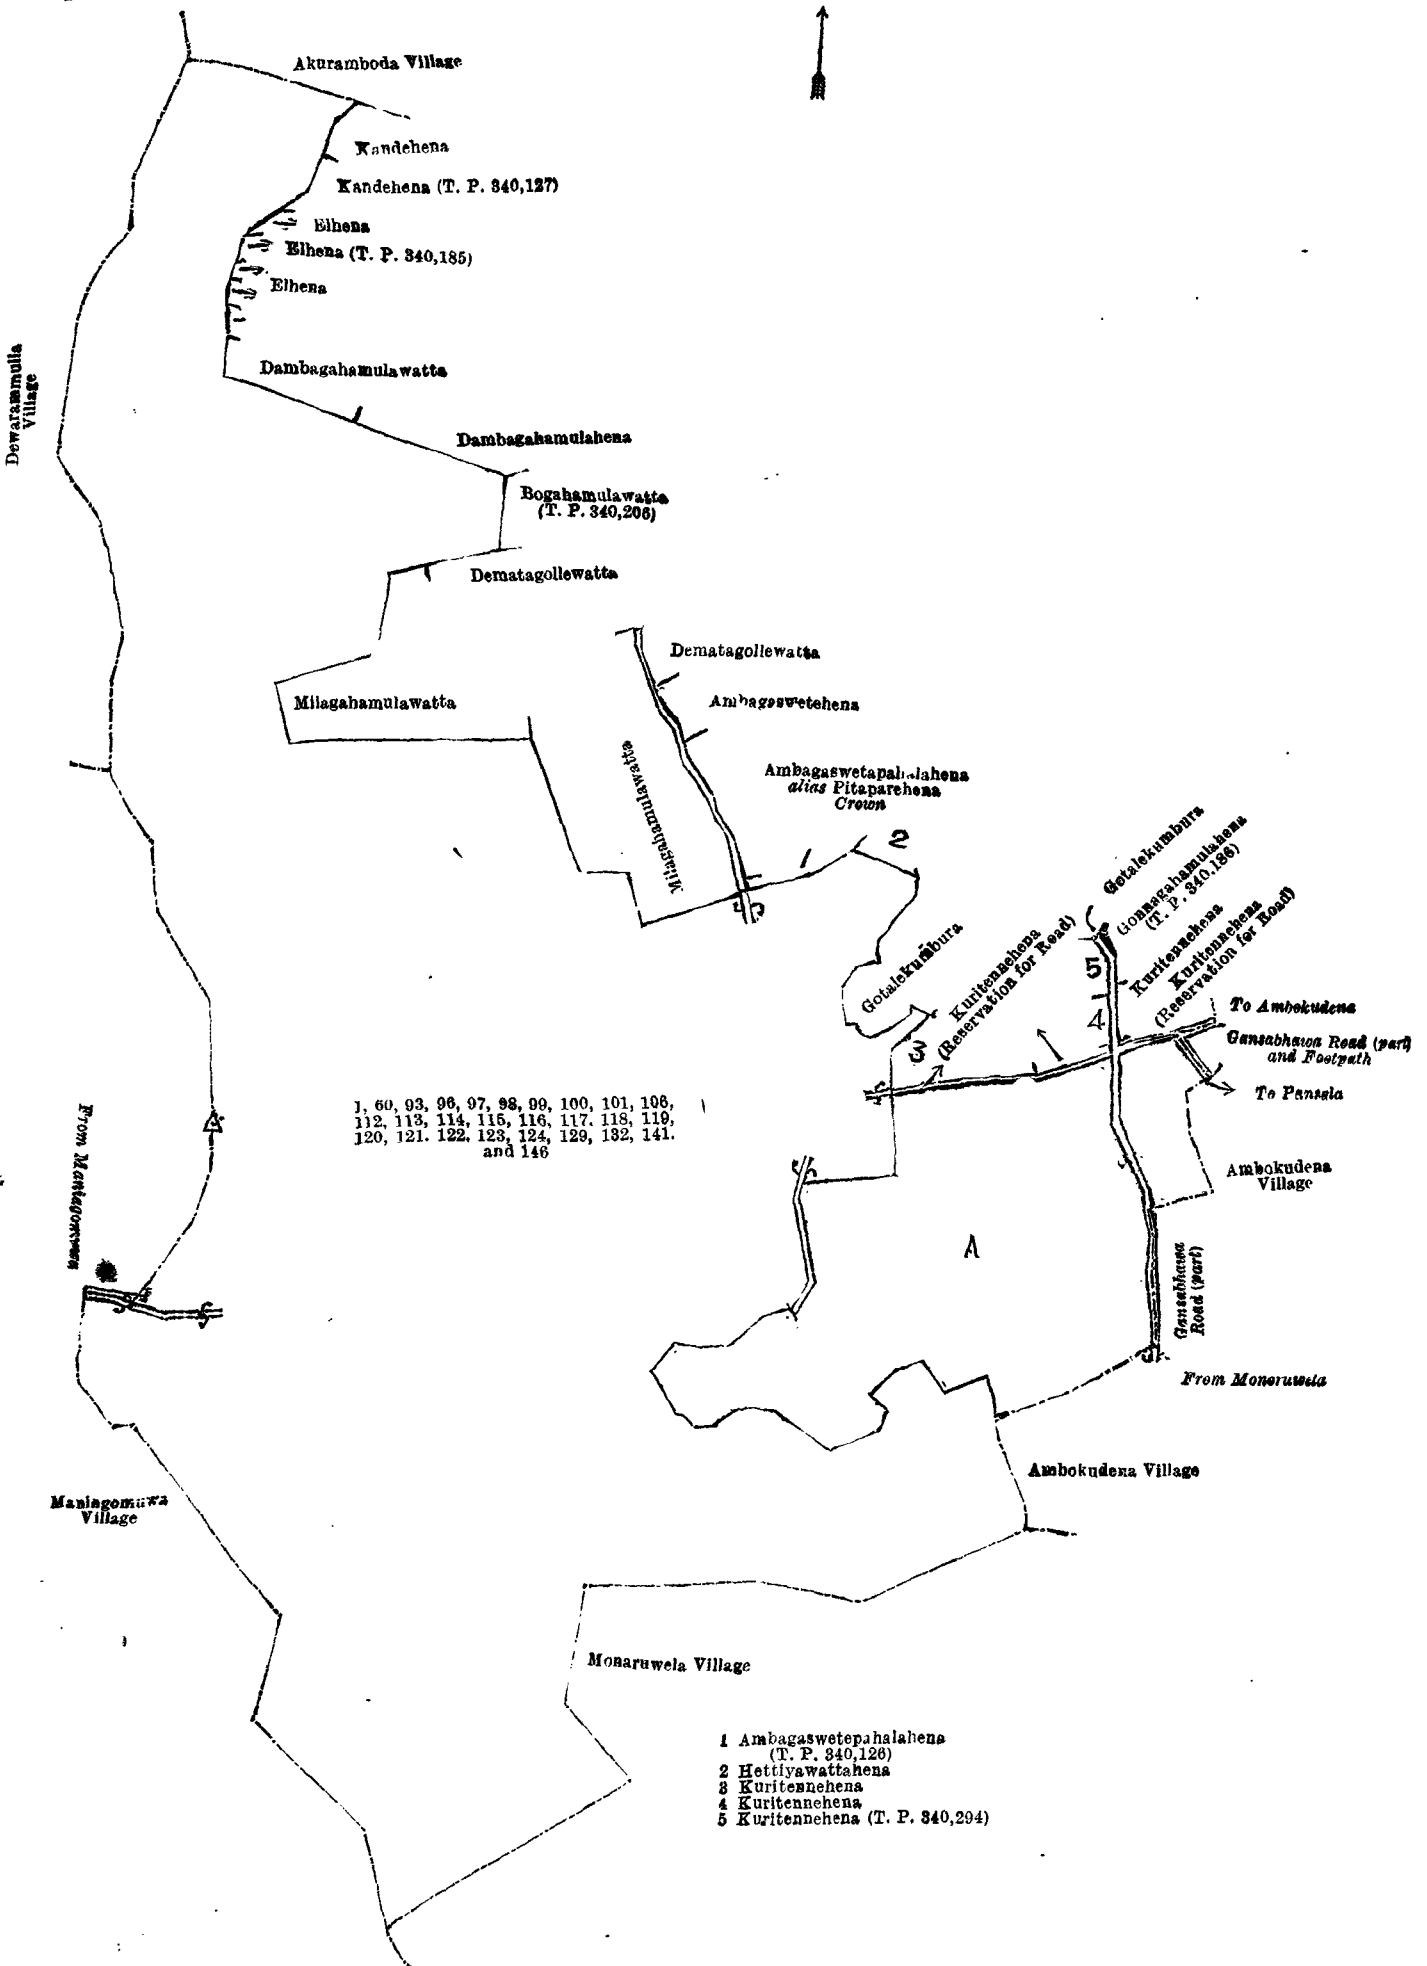 Akuramboda Village
Kandehena
Kandehena (T. P. 340,127)
Elhena
Elhena (T. P. 340,185)
Elhena
Dewarammulla
Village
Dambagahamulawatta
Dambagahamulahena
Bogahamulawatta
(T. P. 340,206)
Dematagollewatta
Dematagollewatta
Milagahamulawatta
Ambagaswetehena
Milagahamulawatta
Ambagaswetapahalahena
alias Pitaparehena
Crown
1
2
Gotalekumbura
Gonnagahamulahena
(T. P. 340,186)
Kuritennehena
Kuritennehena
(Reservation for Road)
5
4
Gotalekumbura
Kuritennehena
(Reservation for Road)
3
To Ambokudena
Gansabhawa Road (part)
and Footpath
To Pansala
1, 60, 93, 96, 97, 98, 99, 100, 101, 106,
112, 113, 114, 115, 116, 117. 118, 119,
120, 121. 122, 123, 124, 129, 132, 141.
and 146
From
Ambokudena
Village
A
Gansabhawa
Road (part)
From Monoruwela
Ambokudena Village
Village
Monaruwela Village
1 Ambagaswetepahalahena
(T. P. 340,126)
2 Hettiyawattahena
3 Kuritennehena
4 Kuritennehena
5 Kuritennehena (T. P. 340,294)